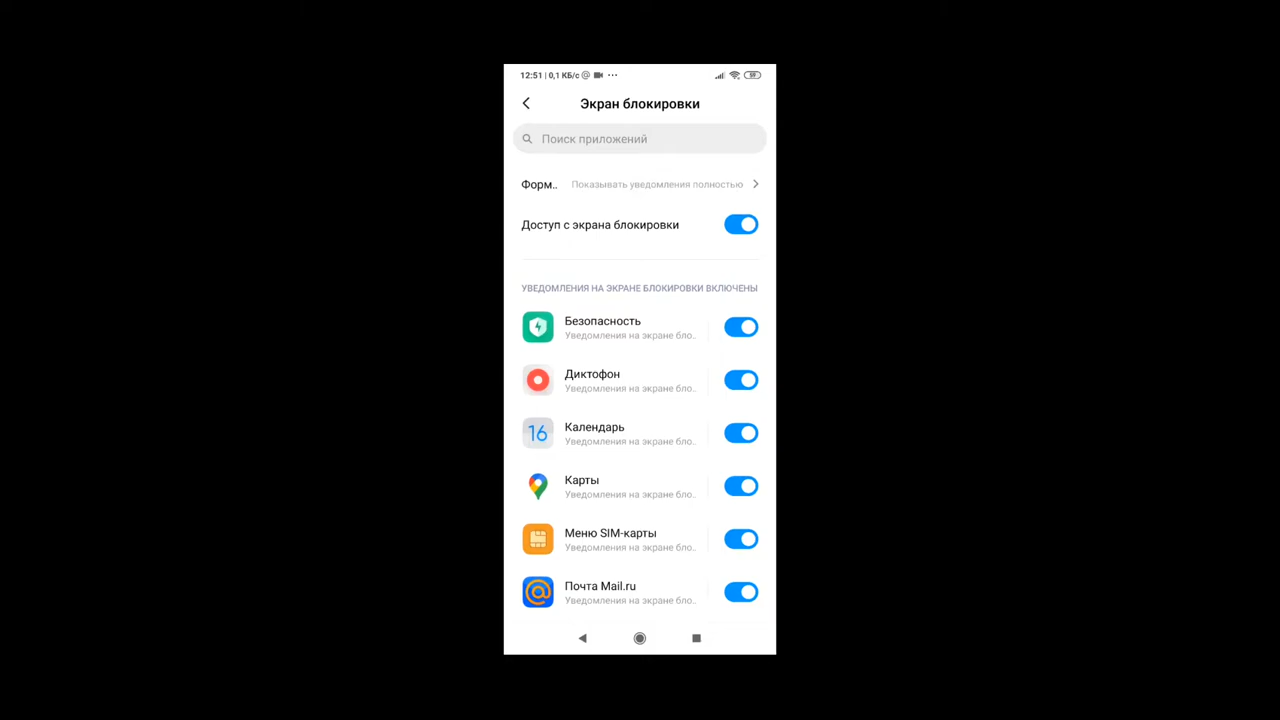 12:51 | 0,1 КБ/с
59
Экран блокировки
Поиск приложений
Форм.. Показывать уведомления полностью
Доступ с экрана блокировки
УВЕДОМЛЕНИЯ НА ЭКРАНЕ БЛОКИРОВКИ ВКЛЮЧЕНЫ
Безопасность
Уведомления на экране бло..
Диктофон
Уведомления на экране бло..
16
Календарь
Уведомления на экране бло..
Карты
Уведомления на экране бло..
Меню SIM-карты
Уведомления на экране бло..
Почта Mail.ru
Уведомления на экране бло..